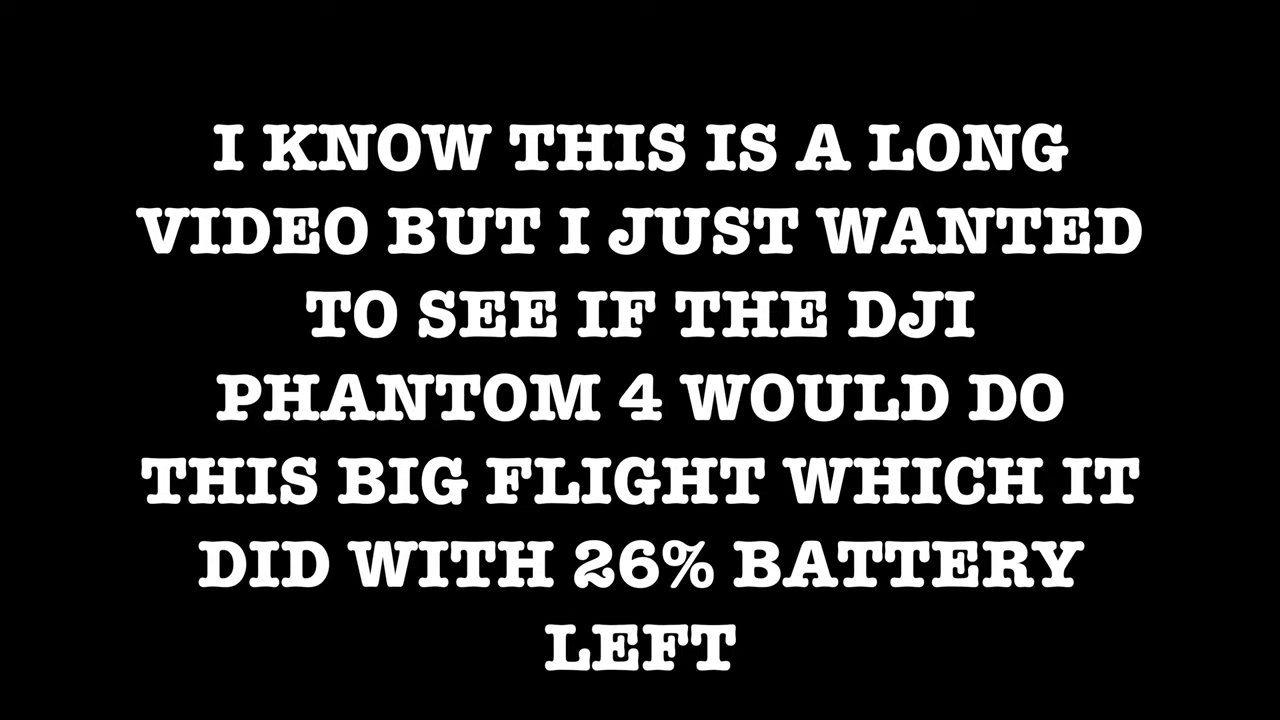 I KNOW THIS IS A LONG
VIDEO BUT I JUST WANTED
TO SEE IF THE DJI
PHANTOM 4 WOULD DO
THIS BIG FLIGHT WHICH IT
DID WITH 26% BATTERY
LEFT